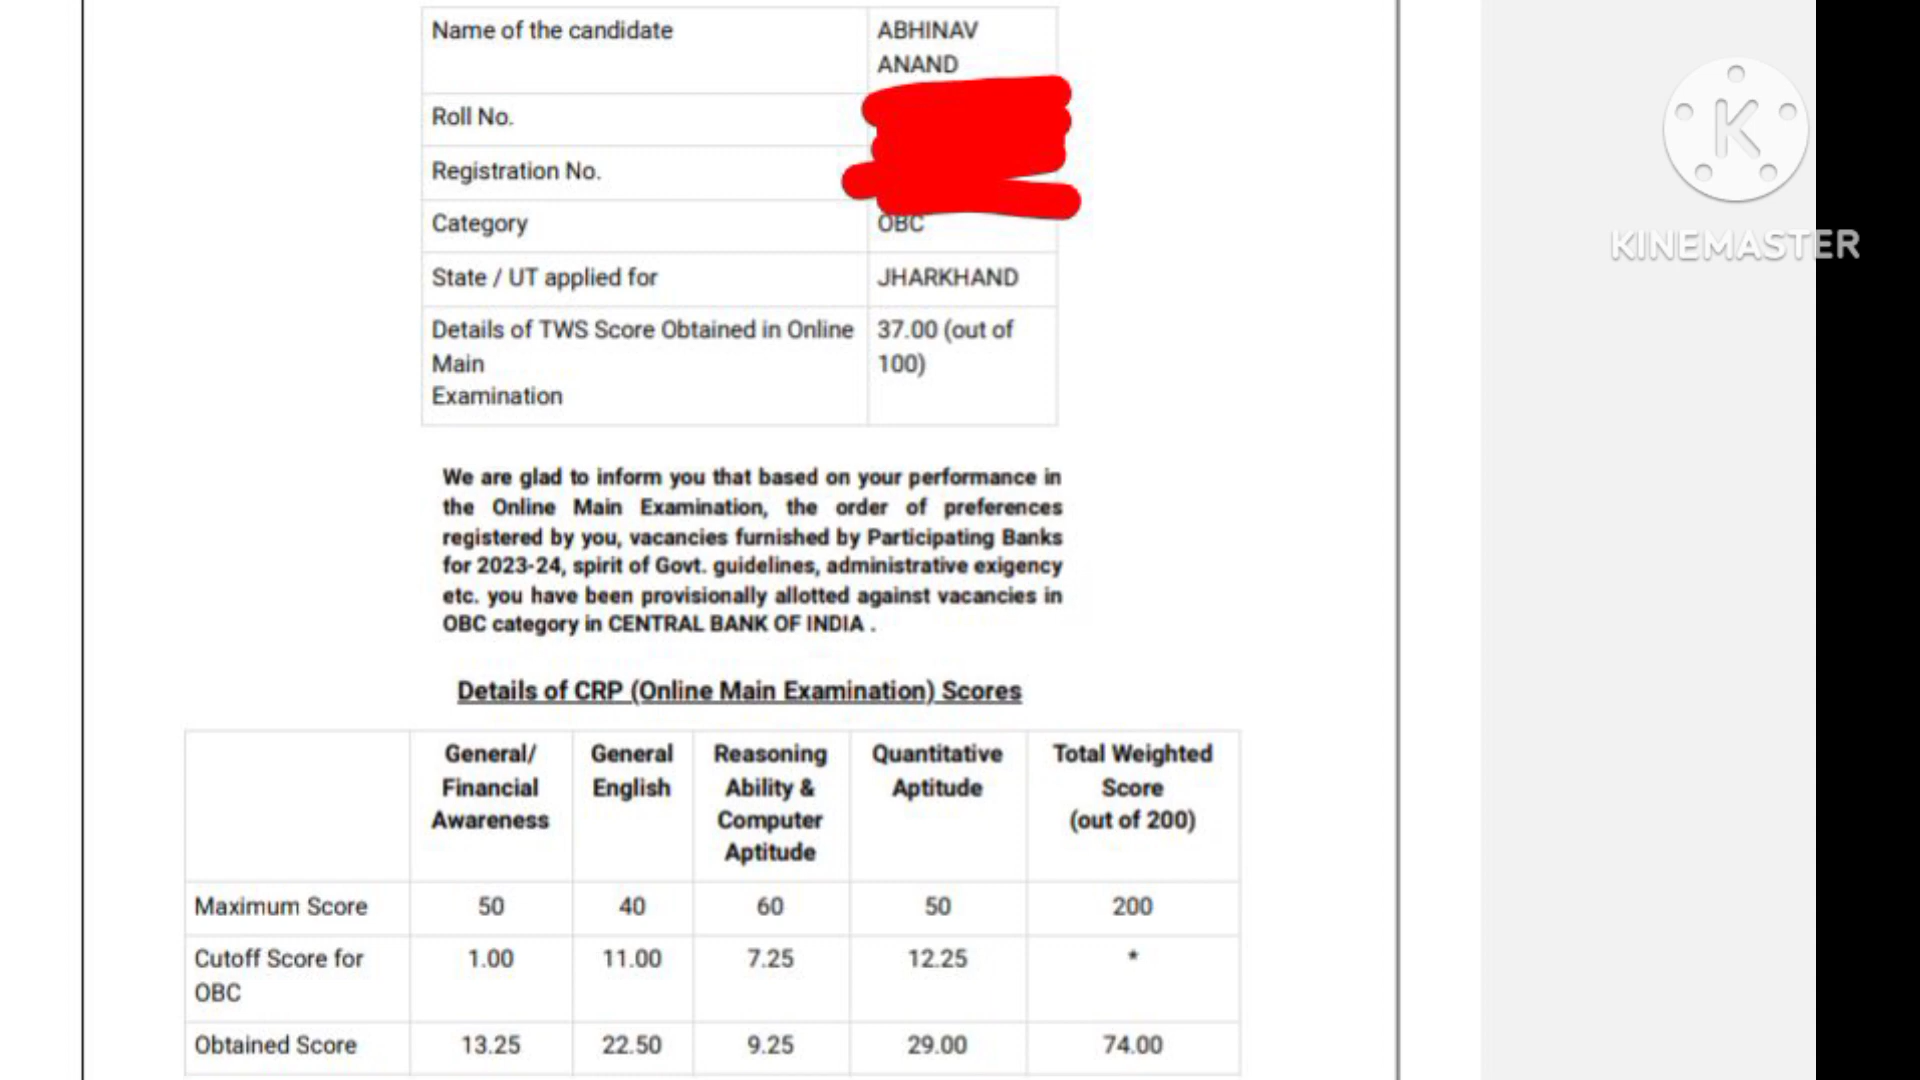 Name of the candidate
ABHINAV
ANAND
Roll No.
Registration No.
Category
OBC
State / UT applied for
JHARKHAND
Details of TWS Score Obtained in Online
Main
Examination
37.00 (out of
100)
K
KINEMASTER
We are glad to inform you that based on your performance in
the Online Main Examination, the order of preferences
registered by you, vacancies furnished by Participating Banks
for 2023-24, spirit of Govt. guidelines, administrative exigency
etc. you have been provisionally allotted against vacancies in
OBC category in CENTRAL BANK OF INDIA .
Details of CRP (Online Main Examination) Scores
General/
Financial
Awareness
General
English
Reasoning
Ability &
Computer
Aptitude
Quantitative
Aptitude
Total Weighted
Score
(out of 200)
Maximum Score 50 40 60 50 200
Cutoff Score for
OBC
1.00 11.00 7.25 12.25 *
Obtained Score 13.25 22.50 9.25 29.00 74.00